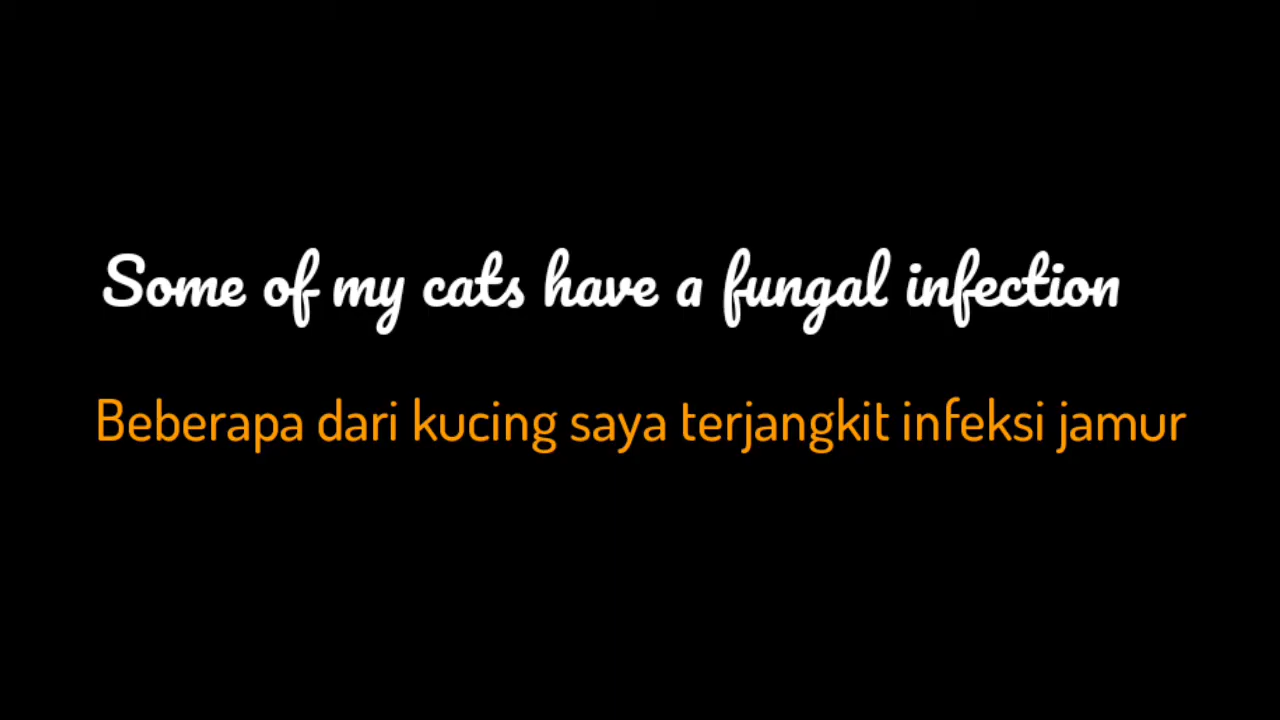 Some of my cats have a fungal infection
Beberapa dari kucing saya terjangkit infeksi jamur